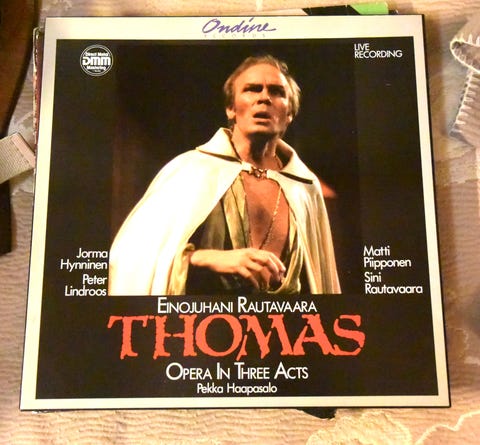 Ondine
RECORDS
Direct Metal
DMM
Mastering
LIVE
RECORDING
Jorma
Hynninen
Peter
Lindroos
Matti
Piipponen
Sini
Rautavaara
EINOJUHANI RAUTAVAARA
THOMAS
OPERA IN THREE ACTS
Pekka Haapasalo